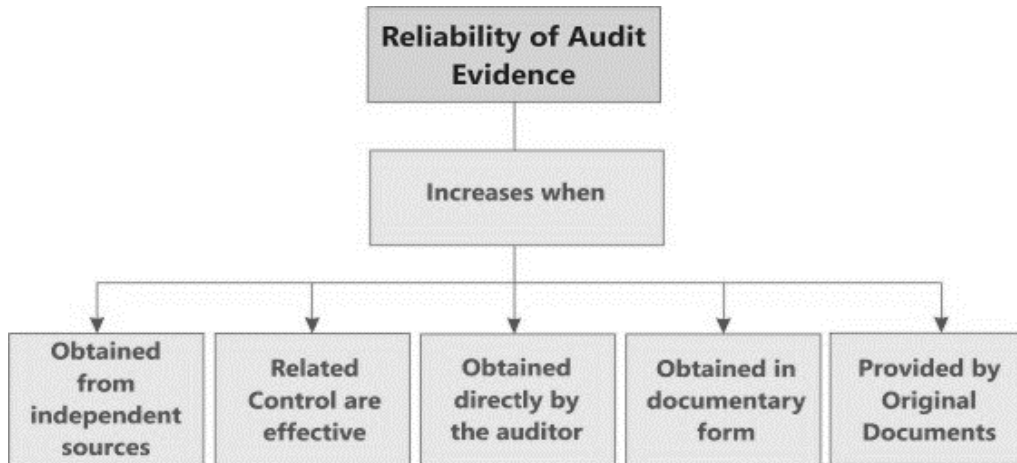 Reliability of Audit
Evidence
Increases when
Obtained
from
independent
sources
Related
Control are
effective
Obtained
directly by
the auditor
Obtained in
documentary
form
Provided by
Original
Documents